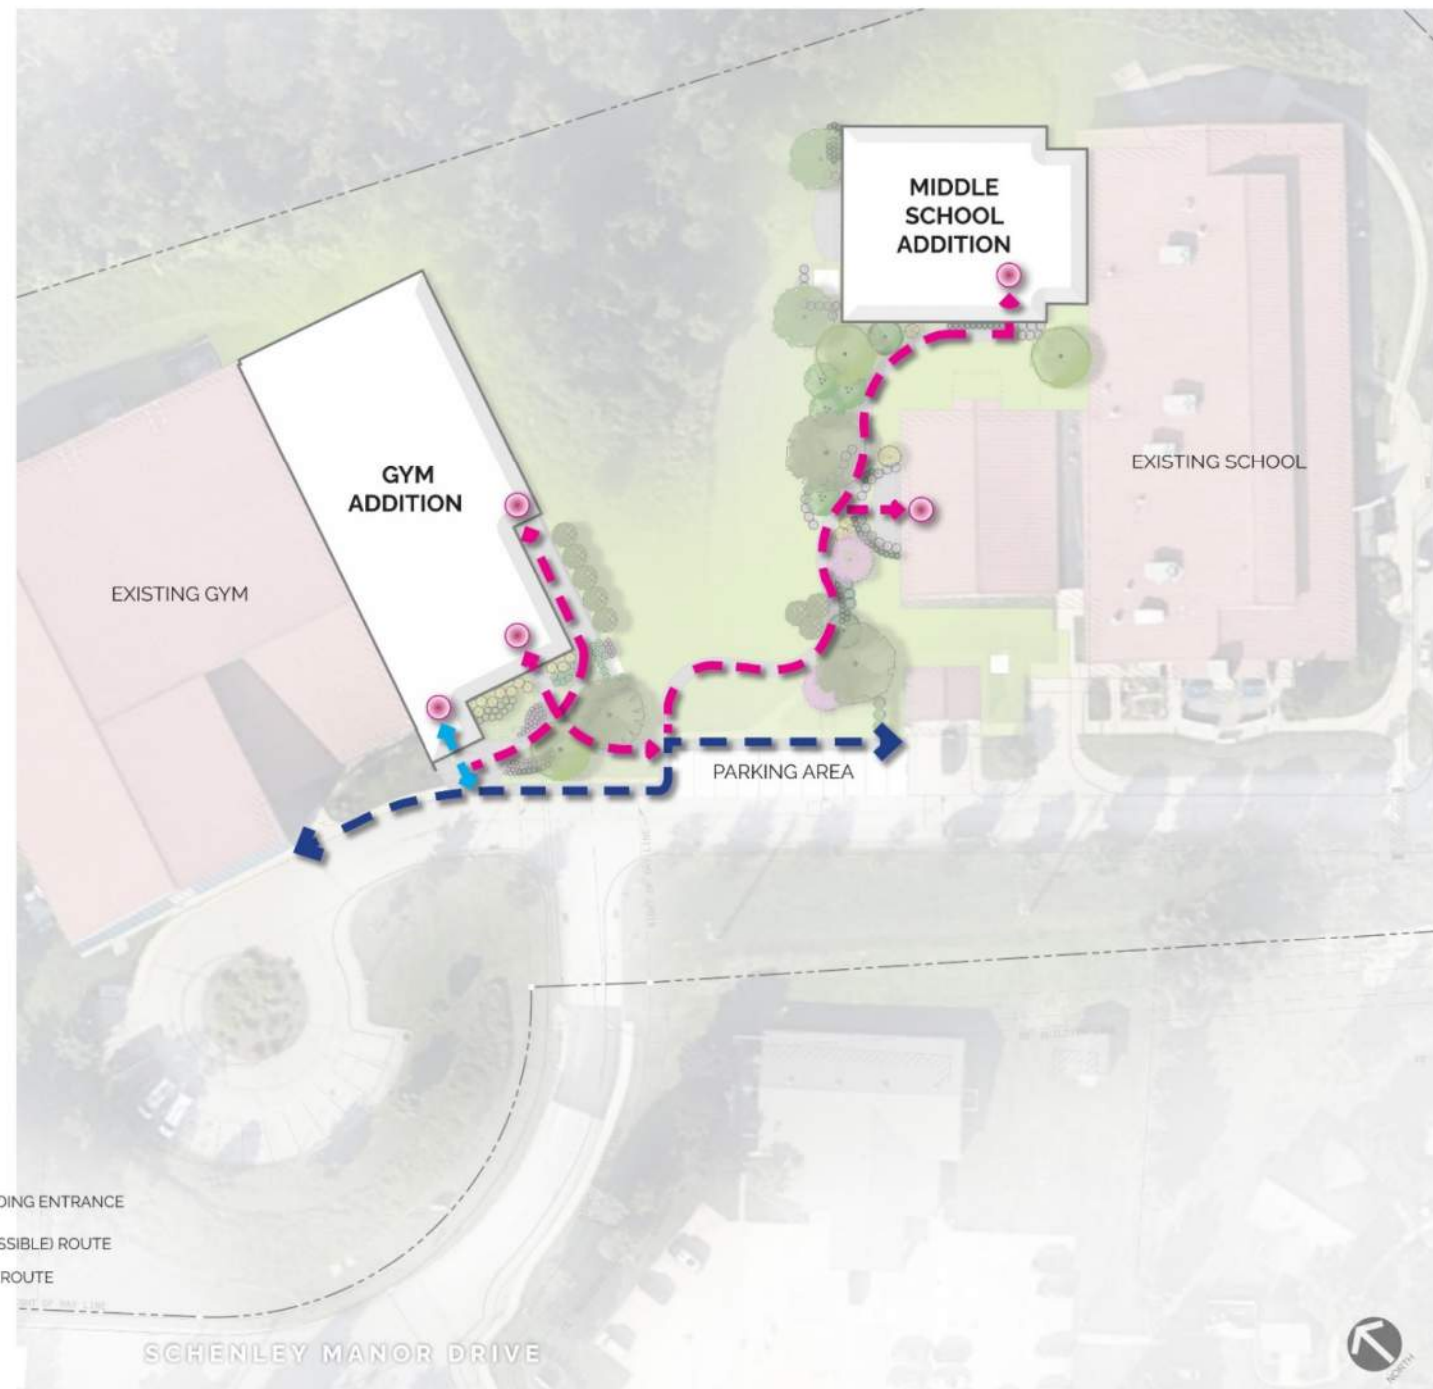 MIDDLE
SCHOOL
ADDITION
GYM
ADDITION
EXISTING SCHOOL
EXISTING GYM
PARKING AREA
DING ENTRANCE
SSIBLE) ROUTE
ROUTE
SCHENLEY MANOR DRIVE
NORTH